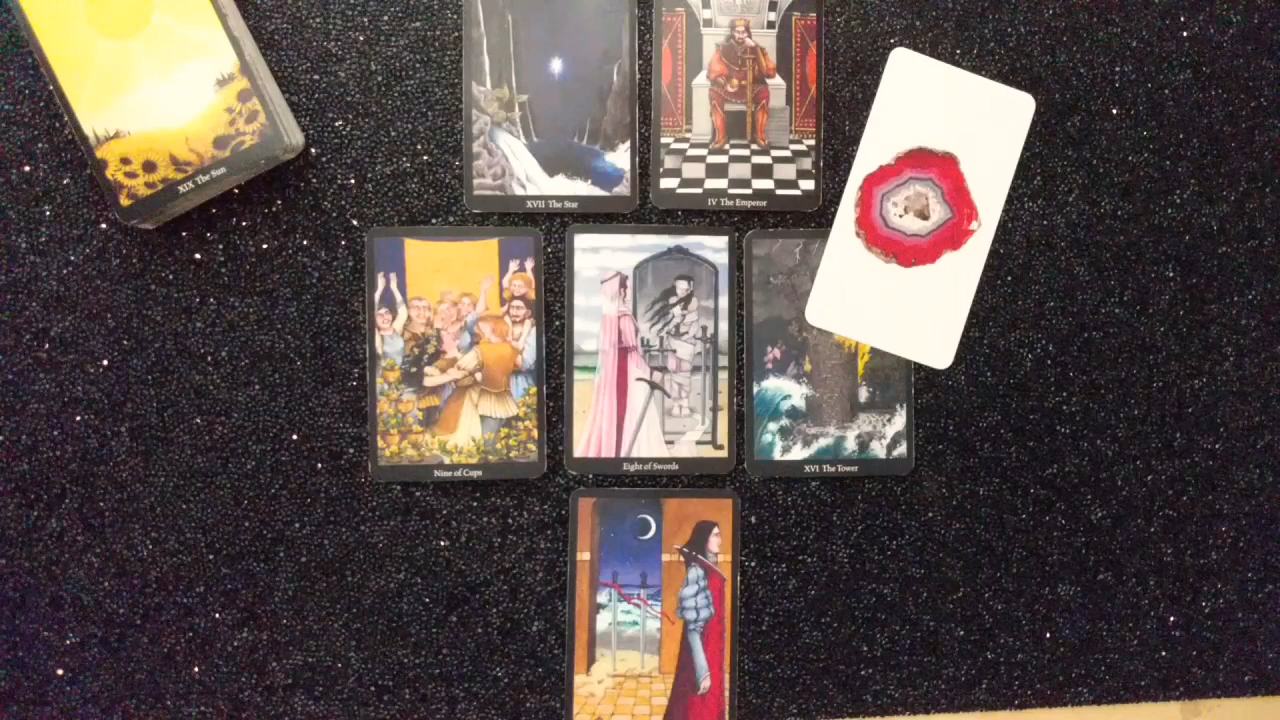 XIX The Sun
XVII The Star
IV The Emperor
Nine of Cups
Eight of Swords
XVI The Tower